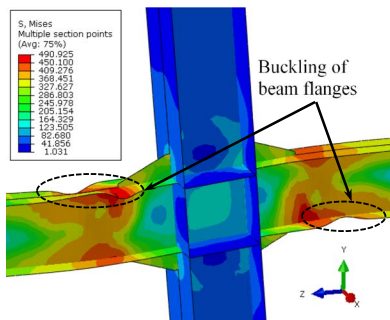 S, Mises
Multiple section points
(Avg: 75%)
490.925
450.100
409.276
368.451
327.627
286.803
245.978
205.154
164.329
123.505
82.680
41.856
1.031
Buckling of
beam flanges
Y
Z
X